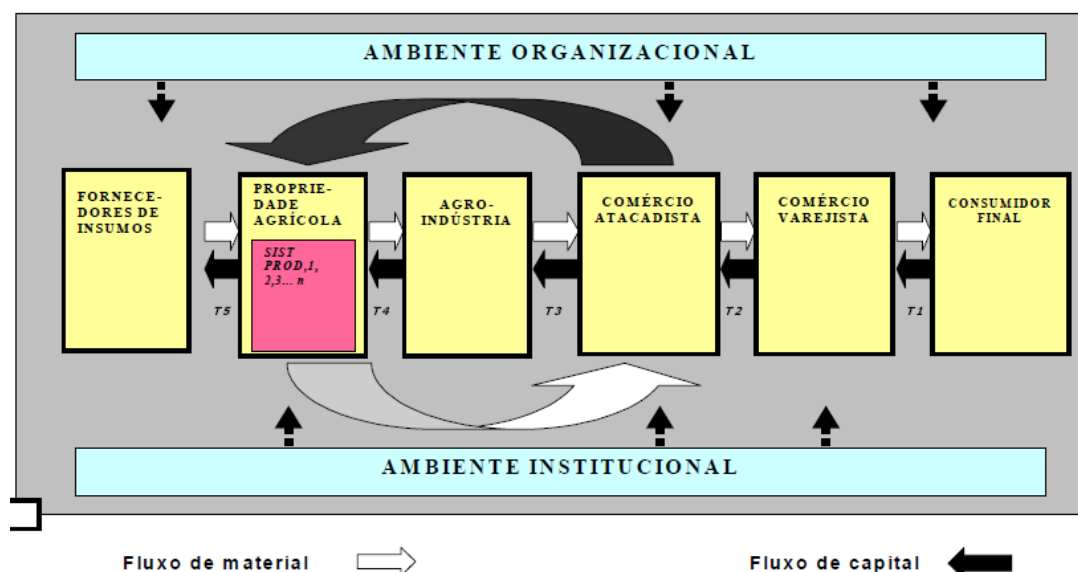 AMBIENTE ORGANIZACIONAL
FORNECE-
DORES DE
INSUMOS
PROPRIE-
DADE
AGRÍCOLA
SIST
PROD,1,
2,3... n
AGRO-
INDÚSTRIA
COMÉRCIO
ATACADISTA
COMÉRCIO
VAREJISTA
CONSUMIDOR
FINAL
T5
T4
T3
T2
T1
AMBIENTE INSTITUCIONAL
Fluxo de material
Fluxo de capital